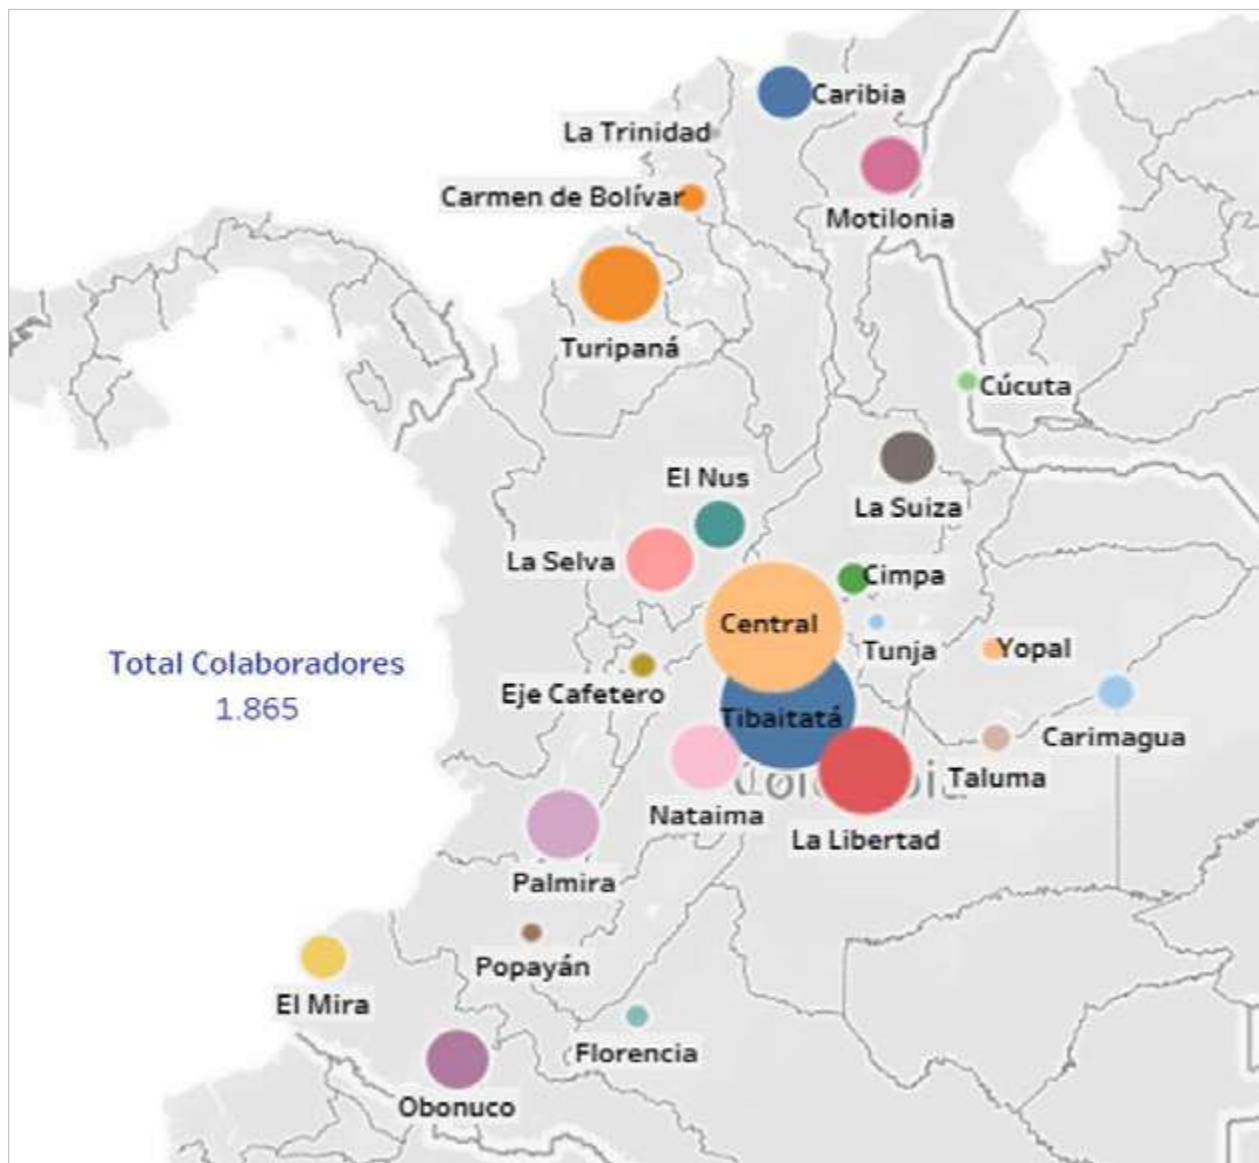 Caribia
La Trinidad
Carmen de Bolívar
Motilonia
Turipaná
Cúcuta
El Nus
La Suiza
La Selva
Cimpa
Central
Tunja
Yopal
Total Colaboradores
1.865
Eje Cafetero
Tibaitatá
Carimagua
Taluma
Nataima
La Libertad
Palmira
Popayán
El Mira
Florencia
Obonuco